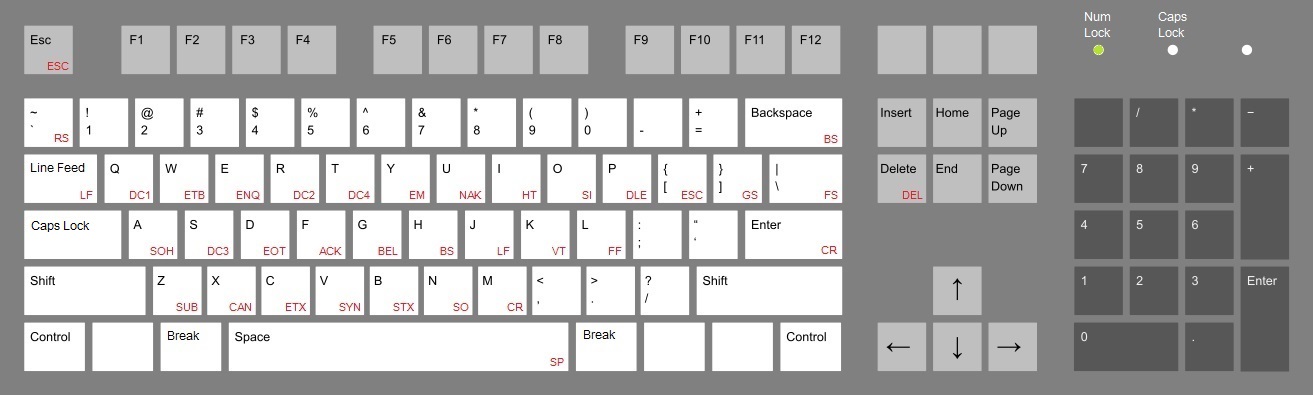 Num Lock Caps Lock
Esc ESC F1 F2 F3 F4 F5 F6 F7 F8 F9 F10 F11 F12
~ ` RS ! 1 @ 2 # 3 $ 4 % 5 ^ 6 & 7 * 8 ( 9 ) 0 - + = Backspace BS Insert Home Page Up / * −
Line Feed LF Q DC1 W ETB E ENQ R DC2 T DC4 Y EM U NAK I HT O SI P DLE { [ ESC } ] GS | \ FS Delete DEL End Page Down 7 8 9 +
Caps Lock A SOH S DC3 D EOT F ACK G BEL H BS J LF K VT L FF : ; “ ‘ Enter CR 4 5 6
Shift Z SUB X CAN C ETX V SYN B STX N SO M CR < , > . ? / Shift ↑ 1 2 3 Enter
Control Break Space SP Break Control ← ↓ → 0 .